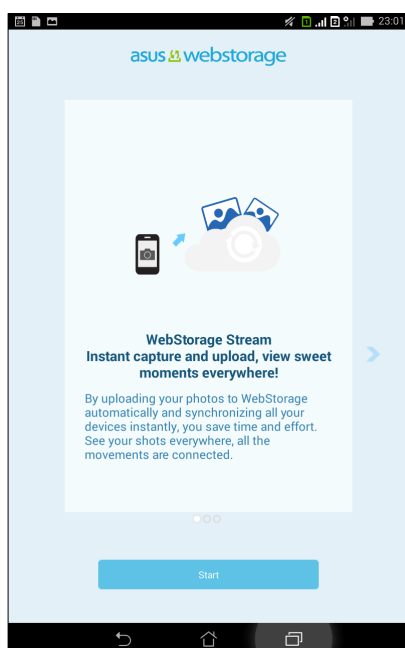 23:01
asus webstorage
WebStorage Stream
Instant capture and upload, view sweet
moments everywhere!
By uploading your photos to WebStorage
automatically and synchronizing all your
devices instantly, you save time and effort.
See your shots everywhere, all the
movements are connected.
Start